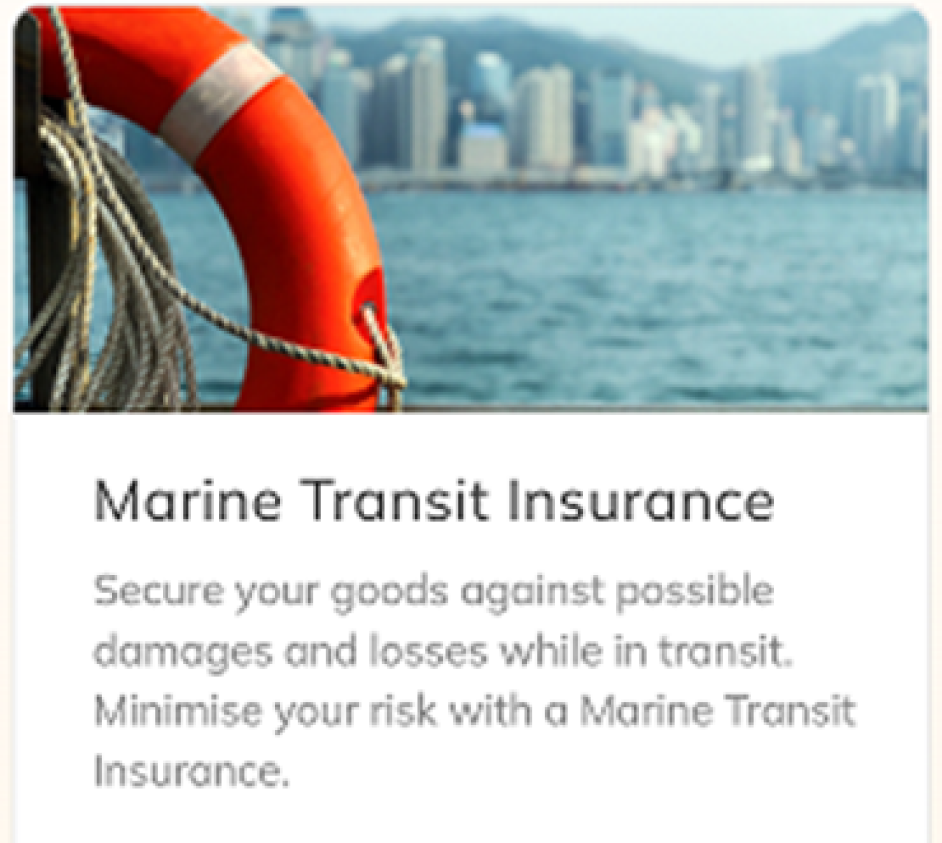 Marine Transit Insurance
Secure your goods against possible
damages and losses while in transit.
Minimise your risk with a Marine Transit
Insurance.